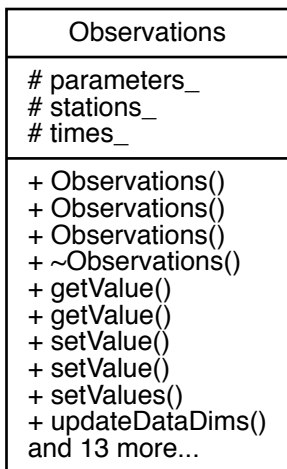 Observations
# parameters_
# stations_
# times_
+ Observations()
+ Observations()
+ Observations()
+ ~Observations()
+ getValue()
+ getValue()
+ setValue()
+ setValue()
+ setValues()
+ updateDataDims()
and 13 more...